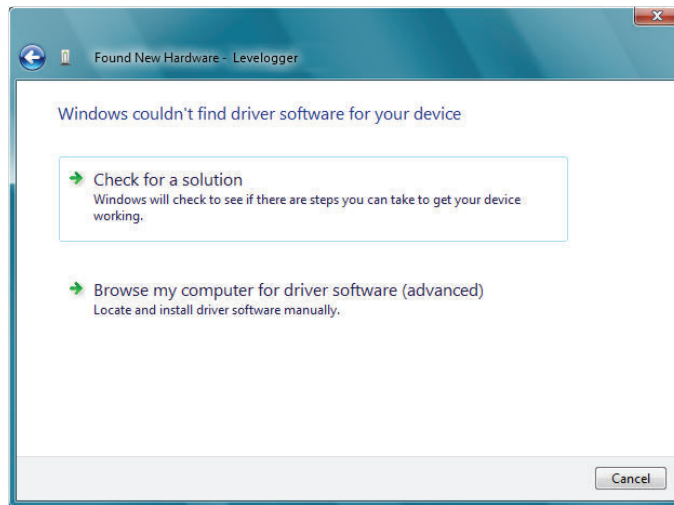 Found New Hardware - Levelogger
Windows couldn't find driver software for your device
Check for a solution
Windows will check to see if there are steps you can take to get your device
working.
Browse my computer for driver software (advanced)
Locate and install driver software manually.
Cancel